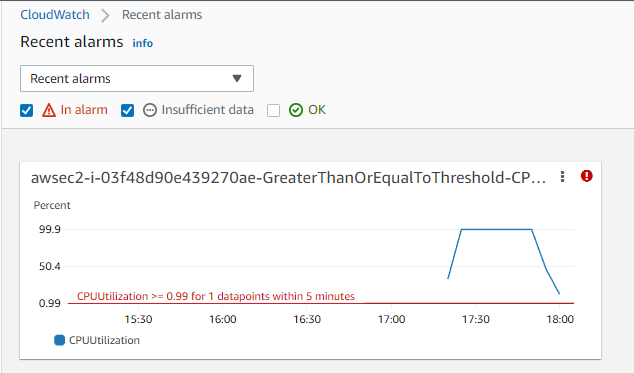 CloudWatch > Recent alarms
Recent alarms info
Recent alarms
In alarm Insufficient data OK
awsec2-i-03f48d90e439270ae-GreaterThanOrEqualToThreshold-CP...
Percent
99.9
50.4
0.99
CPUUtilization >= 0.99 for 1 datapoints within 5 minutes
15:30 16:00 16:30 17:00 17:30 18:00
CPUUtilization